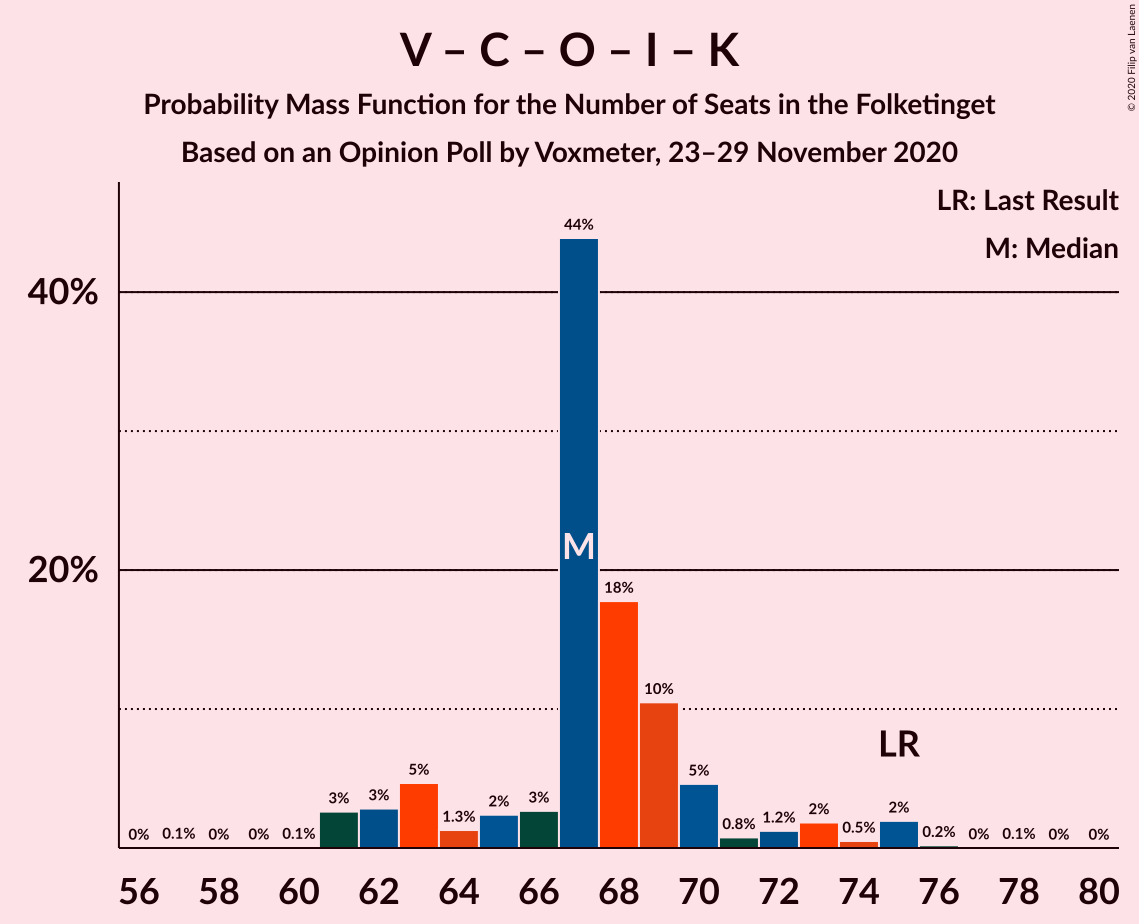 V – C – O – I – K
Probability Mass Function for the Number of Seats in the Folketinget
Based on an Opinion Poll by Voxmeter, 23–29 November 2020
© 2020 Filip van Laenen
LR: Last Result
M: Median
40%
20%
44%
M
18%
10%
LR
0% 0.1% 0% 0% 0.1% 3% 3% 5% 1.3% 2% 3% 5% 0.8% 1.2% 2% 0.5% 2% 0.2% 0% 0.1% 0% 0%
56 58 60 62 64 66 68 70 72 74 76 78 80